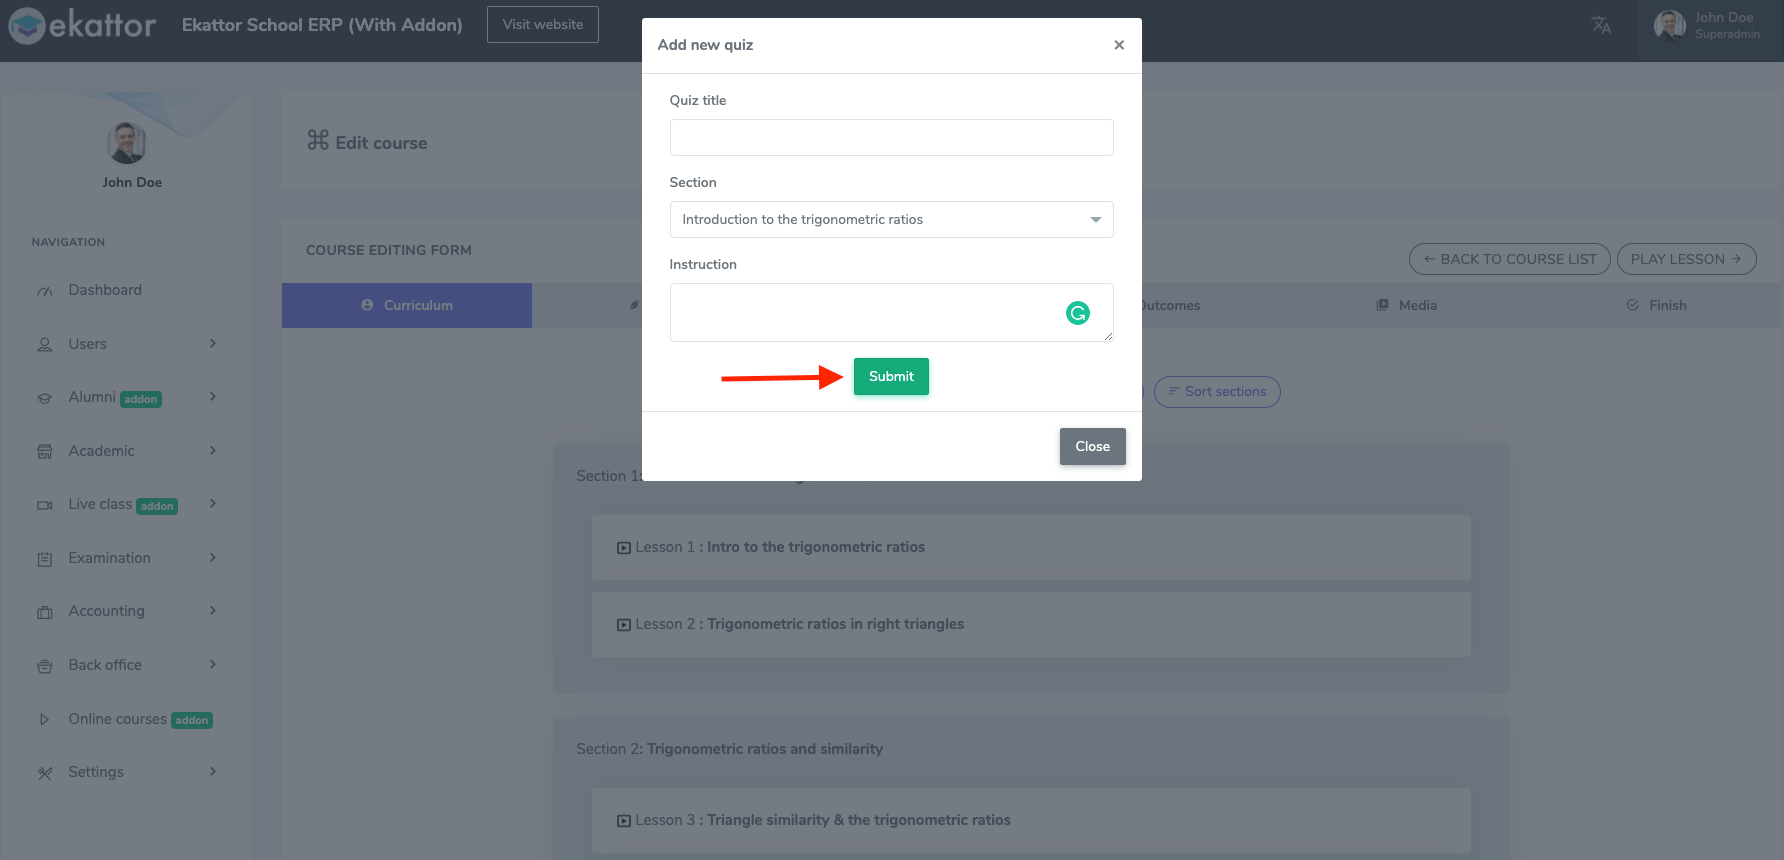 ekattor
Ekattor School ERP (With Addon)
Visit website
John Doe
Superadmin
Add new quiz
×
Quiz title
Section
Introduction to the trigonometric ratios
Instruction
Submit
Close
John Doe
NAVIGATION
Dashboard
Users
Alumni addon
Academic
Live class addon
Examination
Accounting
Back office
Online courses addon
Settings
Edit course
COURSE EDITING FORM
← BACK TO COURSE LIST
PLAY LESSON →
Curriculum
Outcomes
Media
Finish
Sort sections
Section 1:
Lesson 1 : Intro to the trigonometric ratios
Lesson 2 : Trigonometric ratios in right triangles
Section 2: Trigonometric ratios and similarity
Lesson 3 : Triangle similarity & the trigonometric ratios